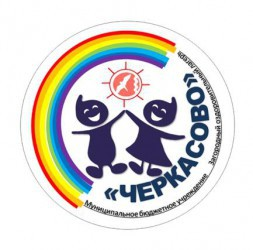 «ЧЕРКАСОВО»
Муниципальное бюджетное учреждение Загородный оздоровительный лагерь